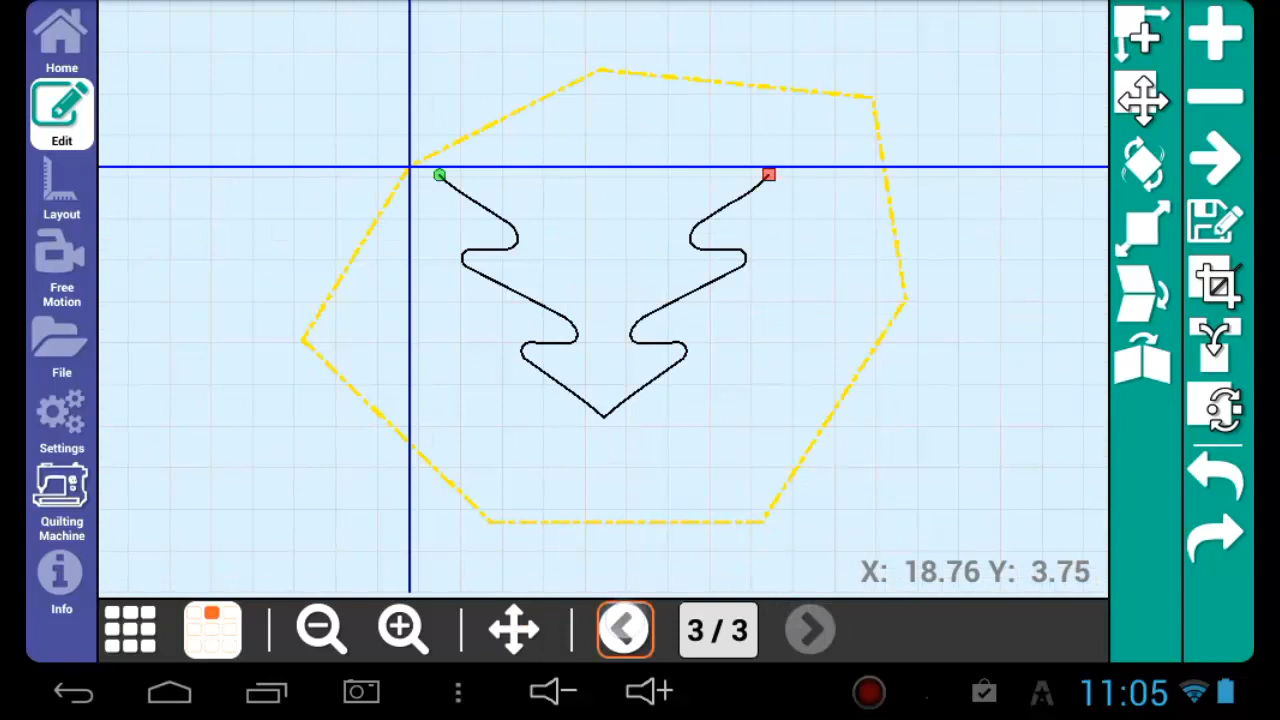 Home
Edit
Layout
Free
Motion
File
Settings
Quilting
Machine
Info
X: 18.76 Y: 3.75
3 / 3
11:05